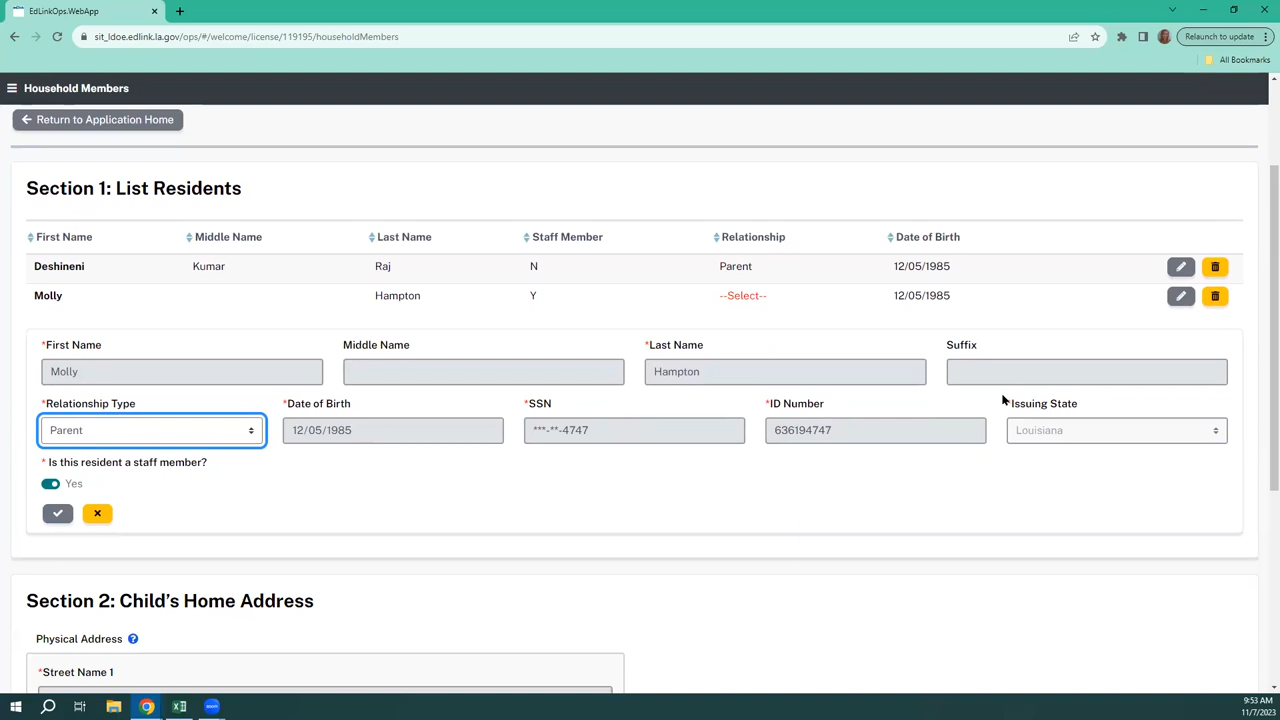 EdLinkOps.WebApp
sit_ldoe.edlink.la.gov/ops/#/welcome/license/119195/householdMembers
Relaunch to update
All Bookmarks
Household Members
Return to Application Home
Section 1: List Residents
First Name Middle Name Last Name Staff Member Relationship Date of Birth
Deshineni Kumar Raj N Parent 12/05/1985
Molly Hampton Y --Select-- 12/05/1985
*First Name Middle Name *Last Name Suffix
Molly Hampton
*Relationship Type *Date of Birth *SSN *ID Number *Issuing State
Parent 12/05/1985 ***-**-4747 636194747 Louisiana
* Is this resident a staff member?
Yes
Section 2: Child's Home Address
Physical Address ?
*Street Name 1
9:53 AM
11/7/2023